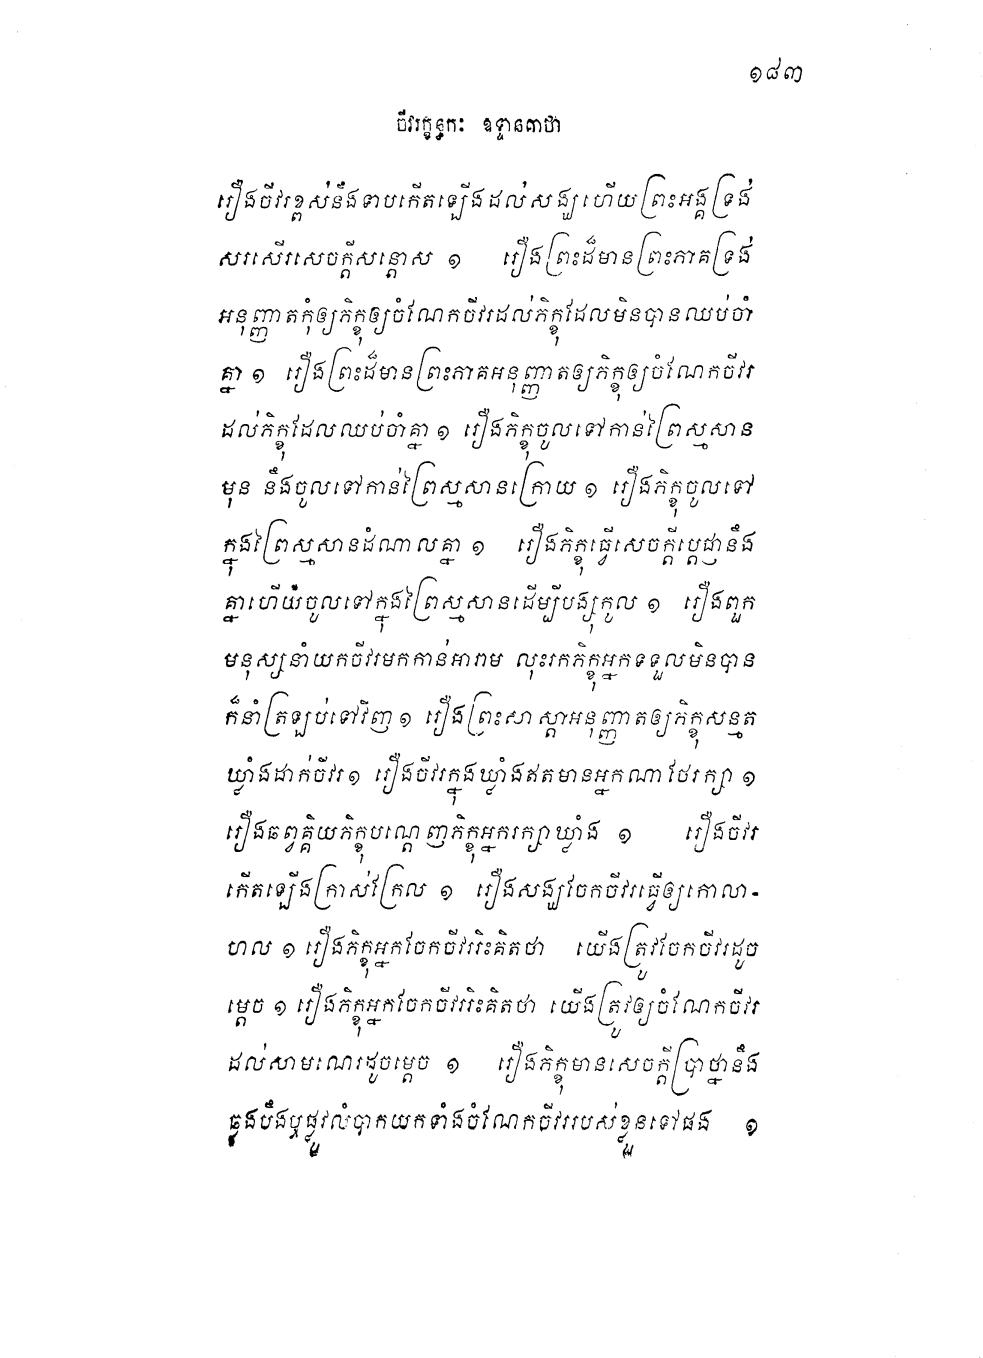 ១៨៣
ចីវរក្ខន្ធកៈ ឧទ្ទានគាថា
រឿងចីវរខ្ពស់នឹងទាបកើតឡើងដល់សង្ឃហើយព្រះអង្គទ្រង់
សរសើរសេចក្ដីសន្ដោស ១ រឿងព្រះដ៏មានព្រះភាគទ្រង់
អនុញ្ញាតកុំឲ្យភិក្ខុឲ្យចំណែកចីវរដល់ភិក្ខុដែលមិនបានឈប់ចាំ
គ្នា ១ រឿងព្រះដ៏មានព្រះភាគអនុញ្ញាតឲ្យភិក្ខុឲ្យចំណែកចីវរ
ដល់ភិក្ខុដែលឈប់ចាំគ្នា ១ រឿងភិក្ខុចូលទៅកាន់ព្រៃស្មសាន
មុន នឹងចូលទៅកាន់ព្រៃស្មសានក្រោយ ១ រឿងភិក្ខុចូលទៅ
ក្នុងព្រៃស្មសានដំណាលគ្នា ១ រឿងភិក្ខុធ្វើសេចក្ដីប្ដេជ្ញានឹង
គ្នាហើយចូលទៅក្នុងព្រៃស្មសានដើម្បីបង្សុកូល ១ រឿងពួក
មនុស្សនាំយកចីវរមកកាន់អារាម លុះរកភិក្ខុអ្នកទទួលមិនបាន
ក៏នាំត្រឡប់ទៅវិញ ១ រឿងព្រះសាស្ដាអនុញ្ញាតឲ្យភិក្ខុសន្មត
ឃ្លាំងដាក់ចីវរ ១ រឿងចីវរក្នុងឃ្លាំងឥតមានអ្នកណាថែរក្សា ១
រឿងឆព្វគ្គិយភិក្ខុបណ្ដេញភិក្ខុអ្នករក្សាឃ្លាំង ១ រឿងចីវរ
កើតឡើងក្រាស់ក្រែល ១ រឿងសង្ឃចែកចីវរធ្វើឲ្យកោលា-
ហល ១ រឿងភិក្ខុអ្នកចែកចីវររិះគិតថា យើងត្រូវចែកចីវរដូច
ម្ដេច ១ រឿងភិក្ខុអ្នកចែកចីវររិះគិតថា យើងត្រូវឲ្យចំណែកចីវរ
ដល់សាមណេរដូចម្ដេច ១ រឿងភិក្ខុមានសេចក្ដីប្រាថ្នានឹង
ឆ្លងបឹងឬផ្លូវលំបាកយកទាំងចំណែកចីវររបស់ខ្លួនទៅផង ១